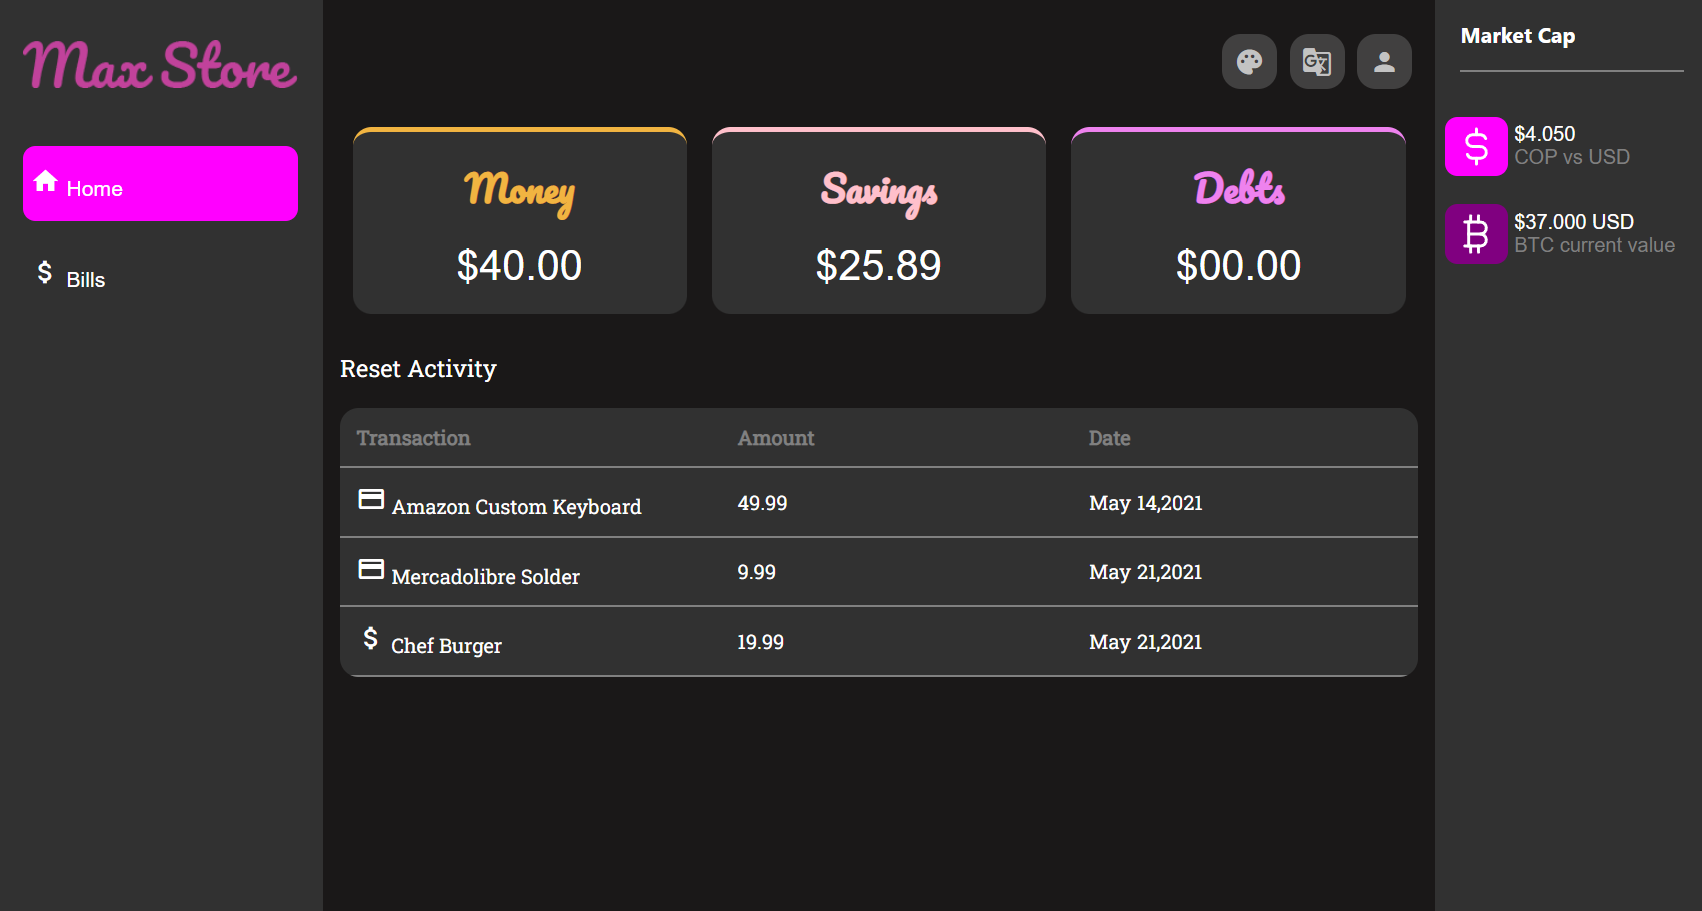 Max Store
Home
Bills
Money
$40.00
Savings
$25.89
Debts
$00.00
Reset Activity
Transaction Amount Date
Amazon Custom Keyboard 49.99 May 14,2021
Mercadolibre Solder 9.99 May 21,2021
Chef Burger 19.99 May 21,2021
Market Cap
$4.050
COP vs USD
$37.000 USD
BTC current value